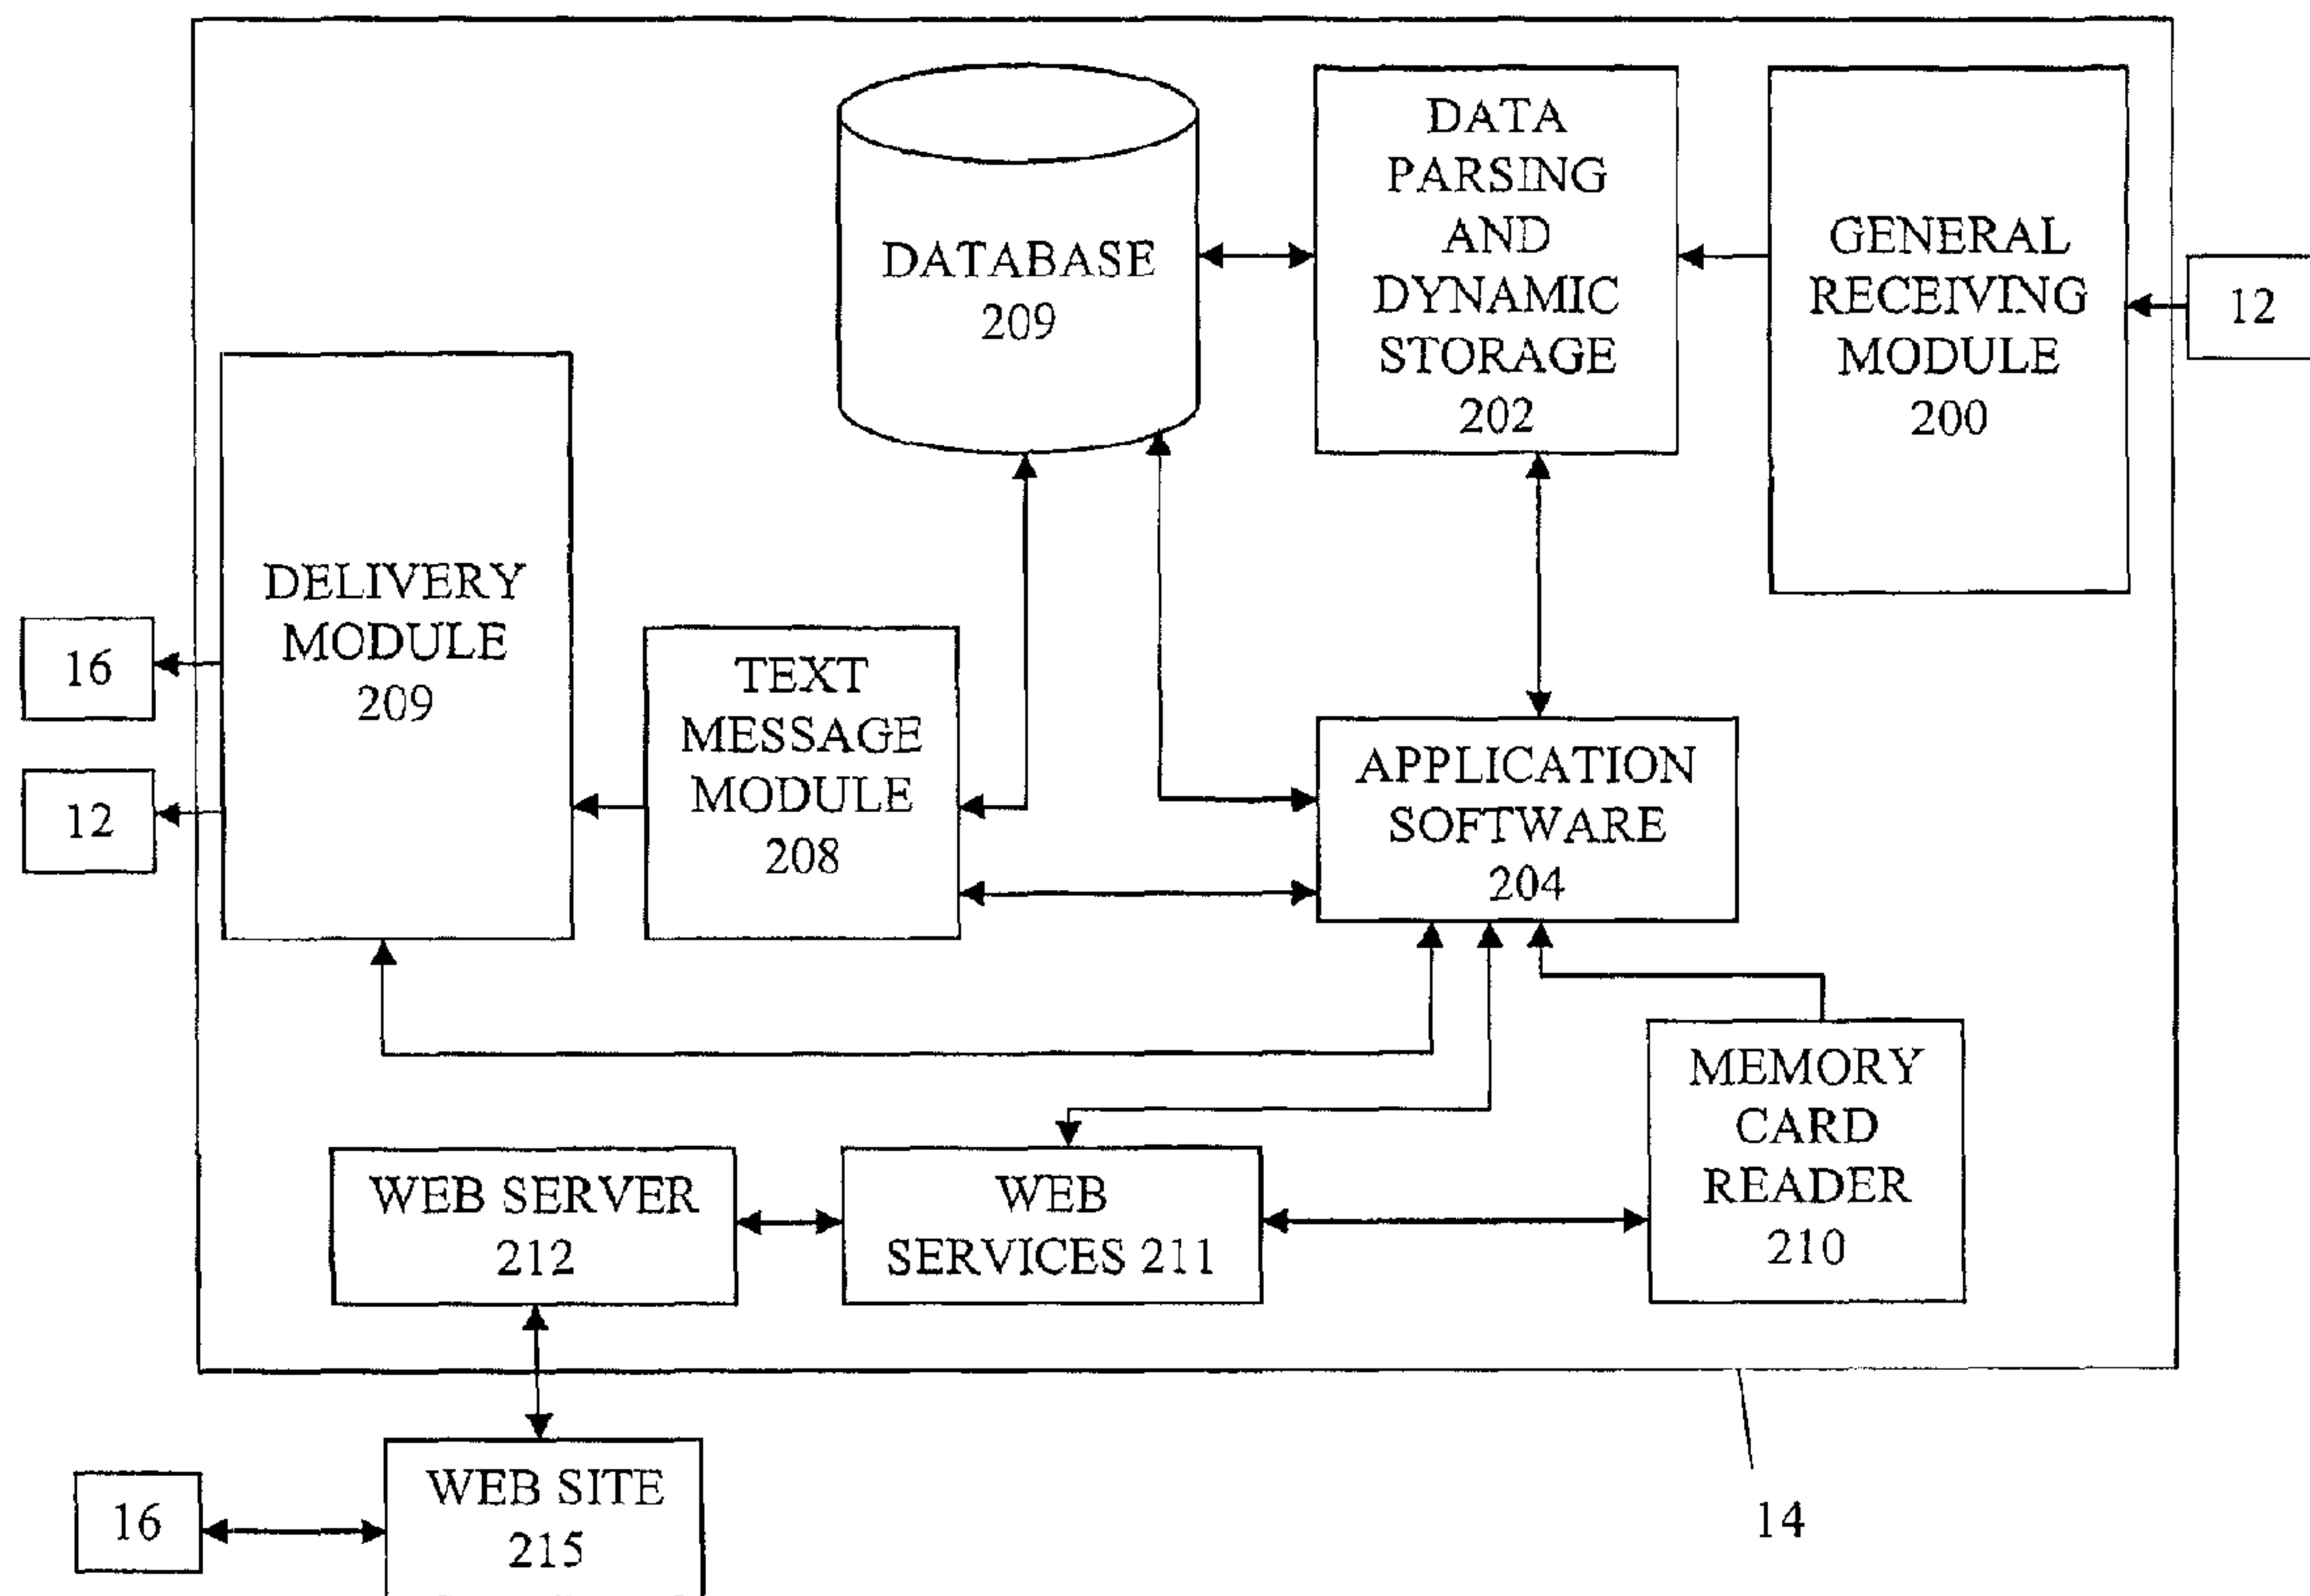 DATABASE
209
DATA
PARSING
AND
DYNAMIC
STORAGE
202
GENERAL
RECEIVING
MODULE
200
12
DELIVERY
MODULE
209
16
12
TEXT
MESSAGE
MODULE
208
APPLICATION
SOFTWARE
204
MEMORY
CARD
READER
210
WEB SERVER
212
WEB
SERVICES 211
WEB SITE
215
16
14